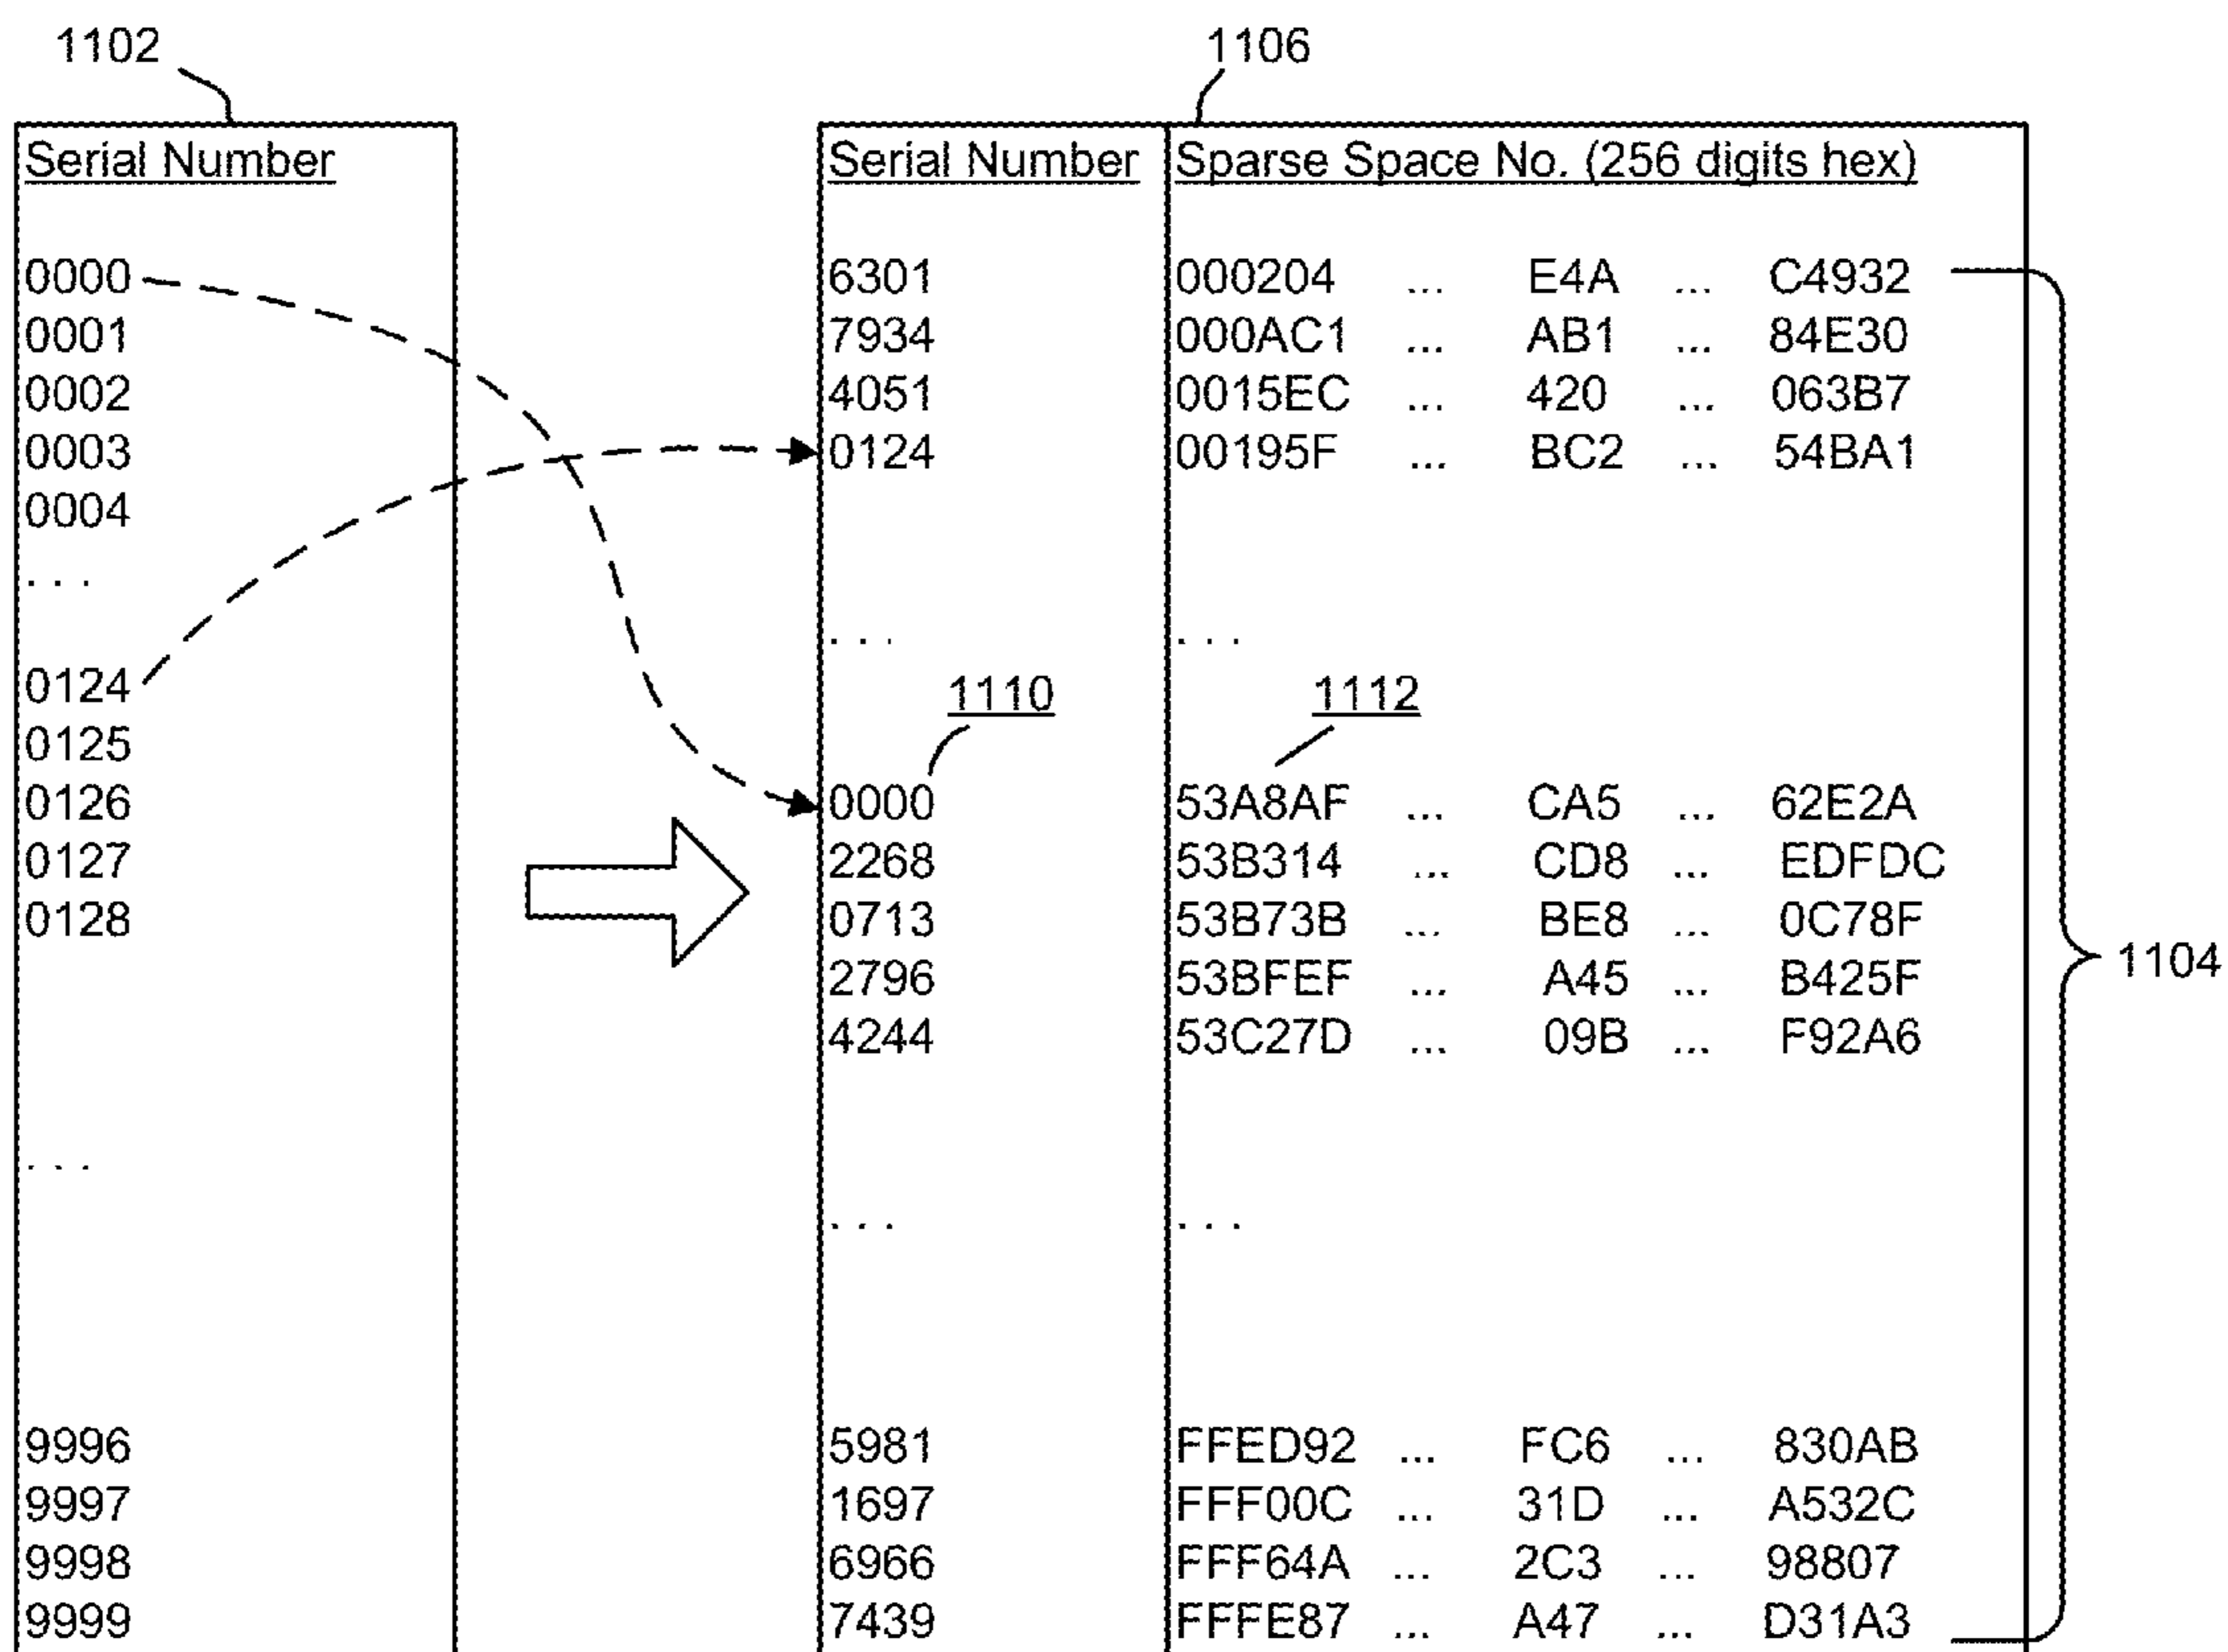 1102 1106
Serial Number Serial Number Sparse Space No. (256 digits hex)
0000 6301 000204 ... E4A ... C4932
0001 7934 000AC1 ... AB1 ... 84E30
0002 4051 0015EC ... 420 ... 063B7
0003 0124 00195F ... BC2 ... 54BA1
0004
. . .
. . . . . .
0124 1110 1112
0125
0126 0000 53A8AF ... CA5 ... 62E2A
0127 2268 53B314 ... CD8 ... EDFDC
0128 0713 53B73B ... BE8 ... 0C78F
2796 53BFEF ... A45 ... B425F
1104
4244 53C27D ... 09B ... F92A6
. . .
. . . . . .
9996 5981 FFED92 ... FC6 ... 830AB
9997 1697 FFF00C ... 31D ... A532C
9998 6966 FFF64A ... 2C3 ... 98807
9999 7439 FFFE87 ... A47 ... D31A3